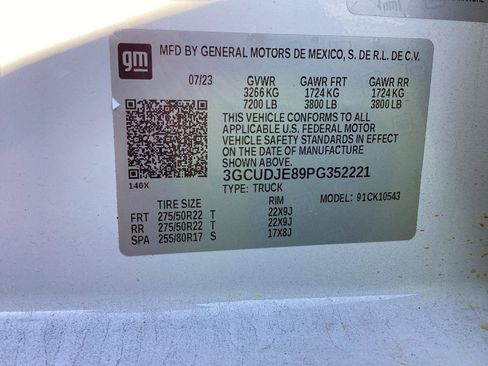 gm
MFD BY GENERAL MOTORS DE MEXICO, S. DE R.L. DE C.V.
07/23 GVWR GAWR FRT GAWR RR
3266 KG 1724 KG 1724 KG
7200 LB 3800 LB 3800 LB
THIS VEHICLE CONFORMS TO ALL
APPLICABLE U.S. FEDERAL MOTOR
VEHICLE SAFETY STANDARDS IN EFFECT
ON THE DATE OF MANUFACTURE
SHOWN ABOVE.
140X
3GCUDJE89PG352221
TYPE: TRUCK
MODEL: 91CK10543
TIRE SIZE RIM
FRT 275/50R22 T 22X9J
RR 275/50R22 T 22X9J
SPA 255/80R17 S 17X8J